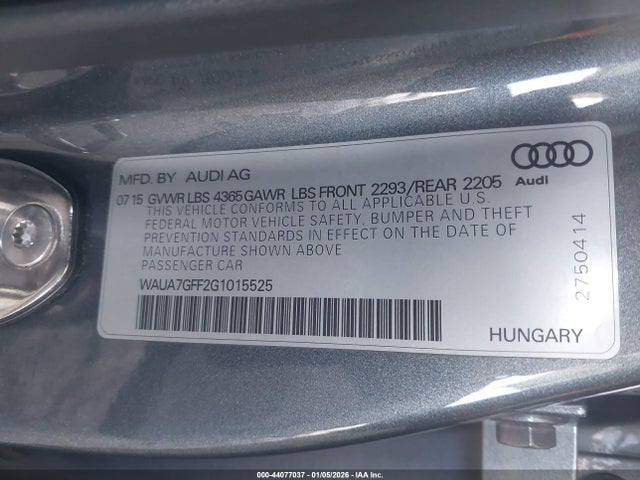 MFD. BY AUDI AG
Audi
07 15 GVWR LBS 4365 GAWR LBS FRONT 2293/REAR 2205
THIS VEHICLE CONFORMS TO ALL APPLICABLE U.S.
FEDERAL MOTOR VEHICLE SAFETY, BUMPER AND THEFT
PREVENTION STANDARDS IN EFFECT ON THE DATE OF
MANUFACTURE SHOWN ABOVE
PASSENGER CAR
WAUA7GFF2G1015525
2750414
HUNGARY
000-44077037 - 01/05/2026 - IAA Inc.